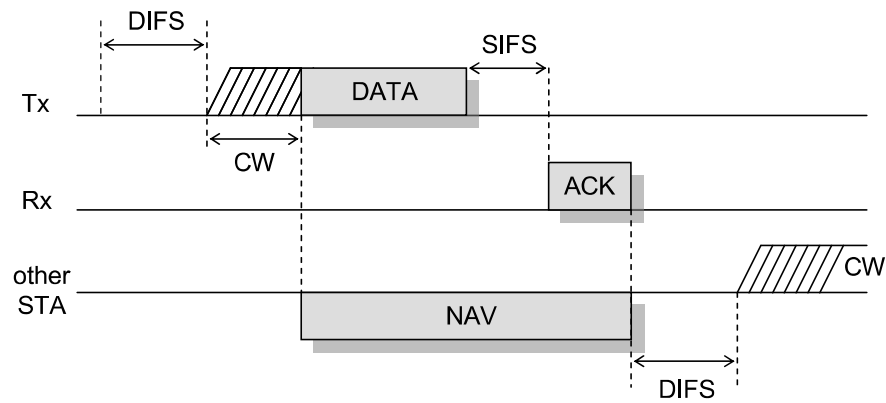 DIFS
SIFS
Tx
DATA
CW
Rx
ACK
other
STA
CW
NAV
DIFS